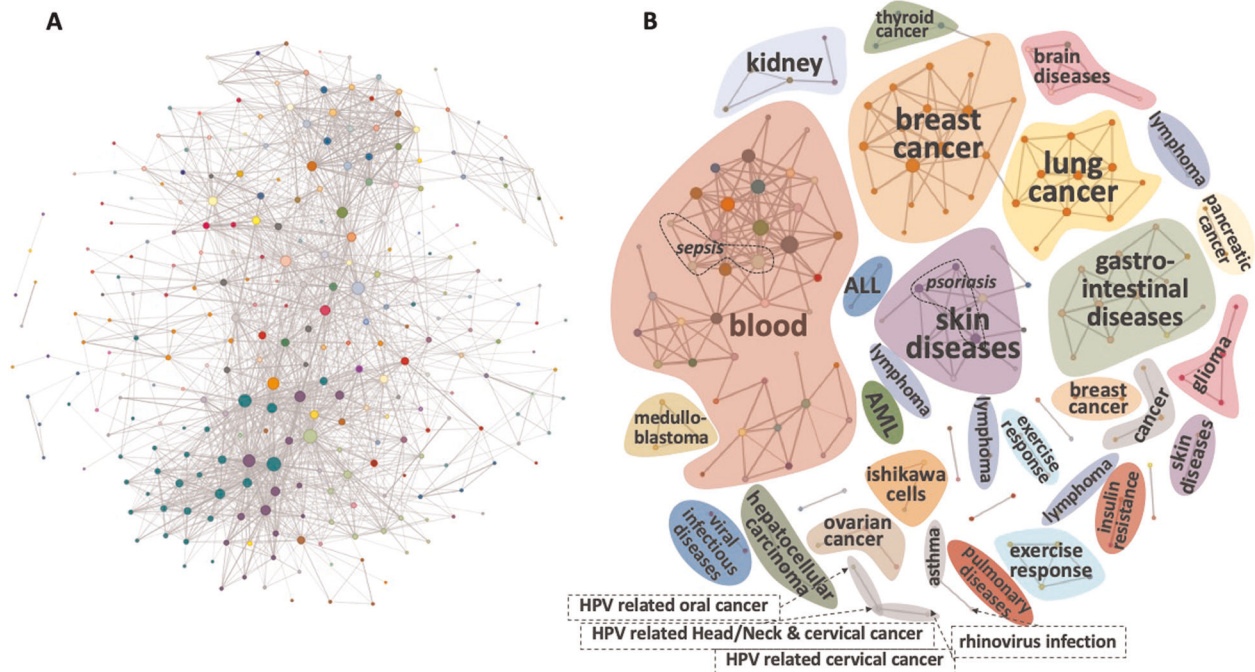 A
B
thyroid
cancer
kidney
brain
diseases
breast
cancer
lymphoma
lung
cancer
pancreatic
cancer
sepsis
ALL
psoriasis
gastro-
intestinal
diseases
blood
skin
diseases
glioma
lymphoma
breast
cancer
cancer
medullo-
blastoma
AML
lymphoma
exercise
response
skin
diseases
ishikawa
cells
lymphoma
insulin
resistance
viral
infectious
diseases
hepatocellular
carcinoma
ovarian
cancer
asthma
pulmonary
diseases
exercise
response
HPV related oral cancer
HPV related Head/Neck & cervical cancer
rhinovirus infection
HPV related cervical cancer